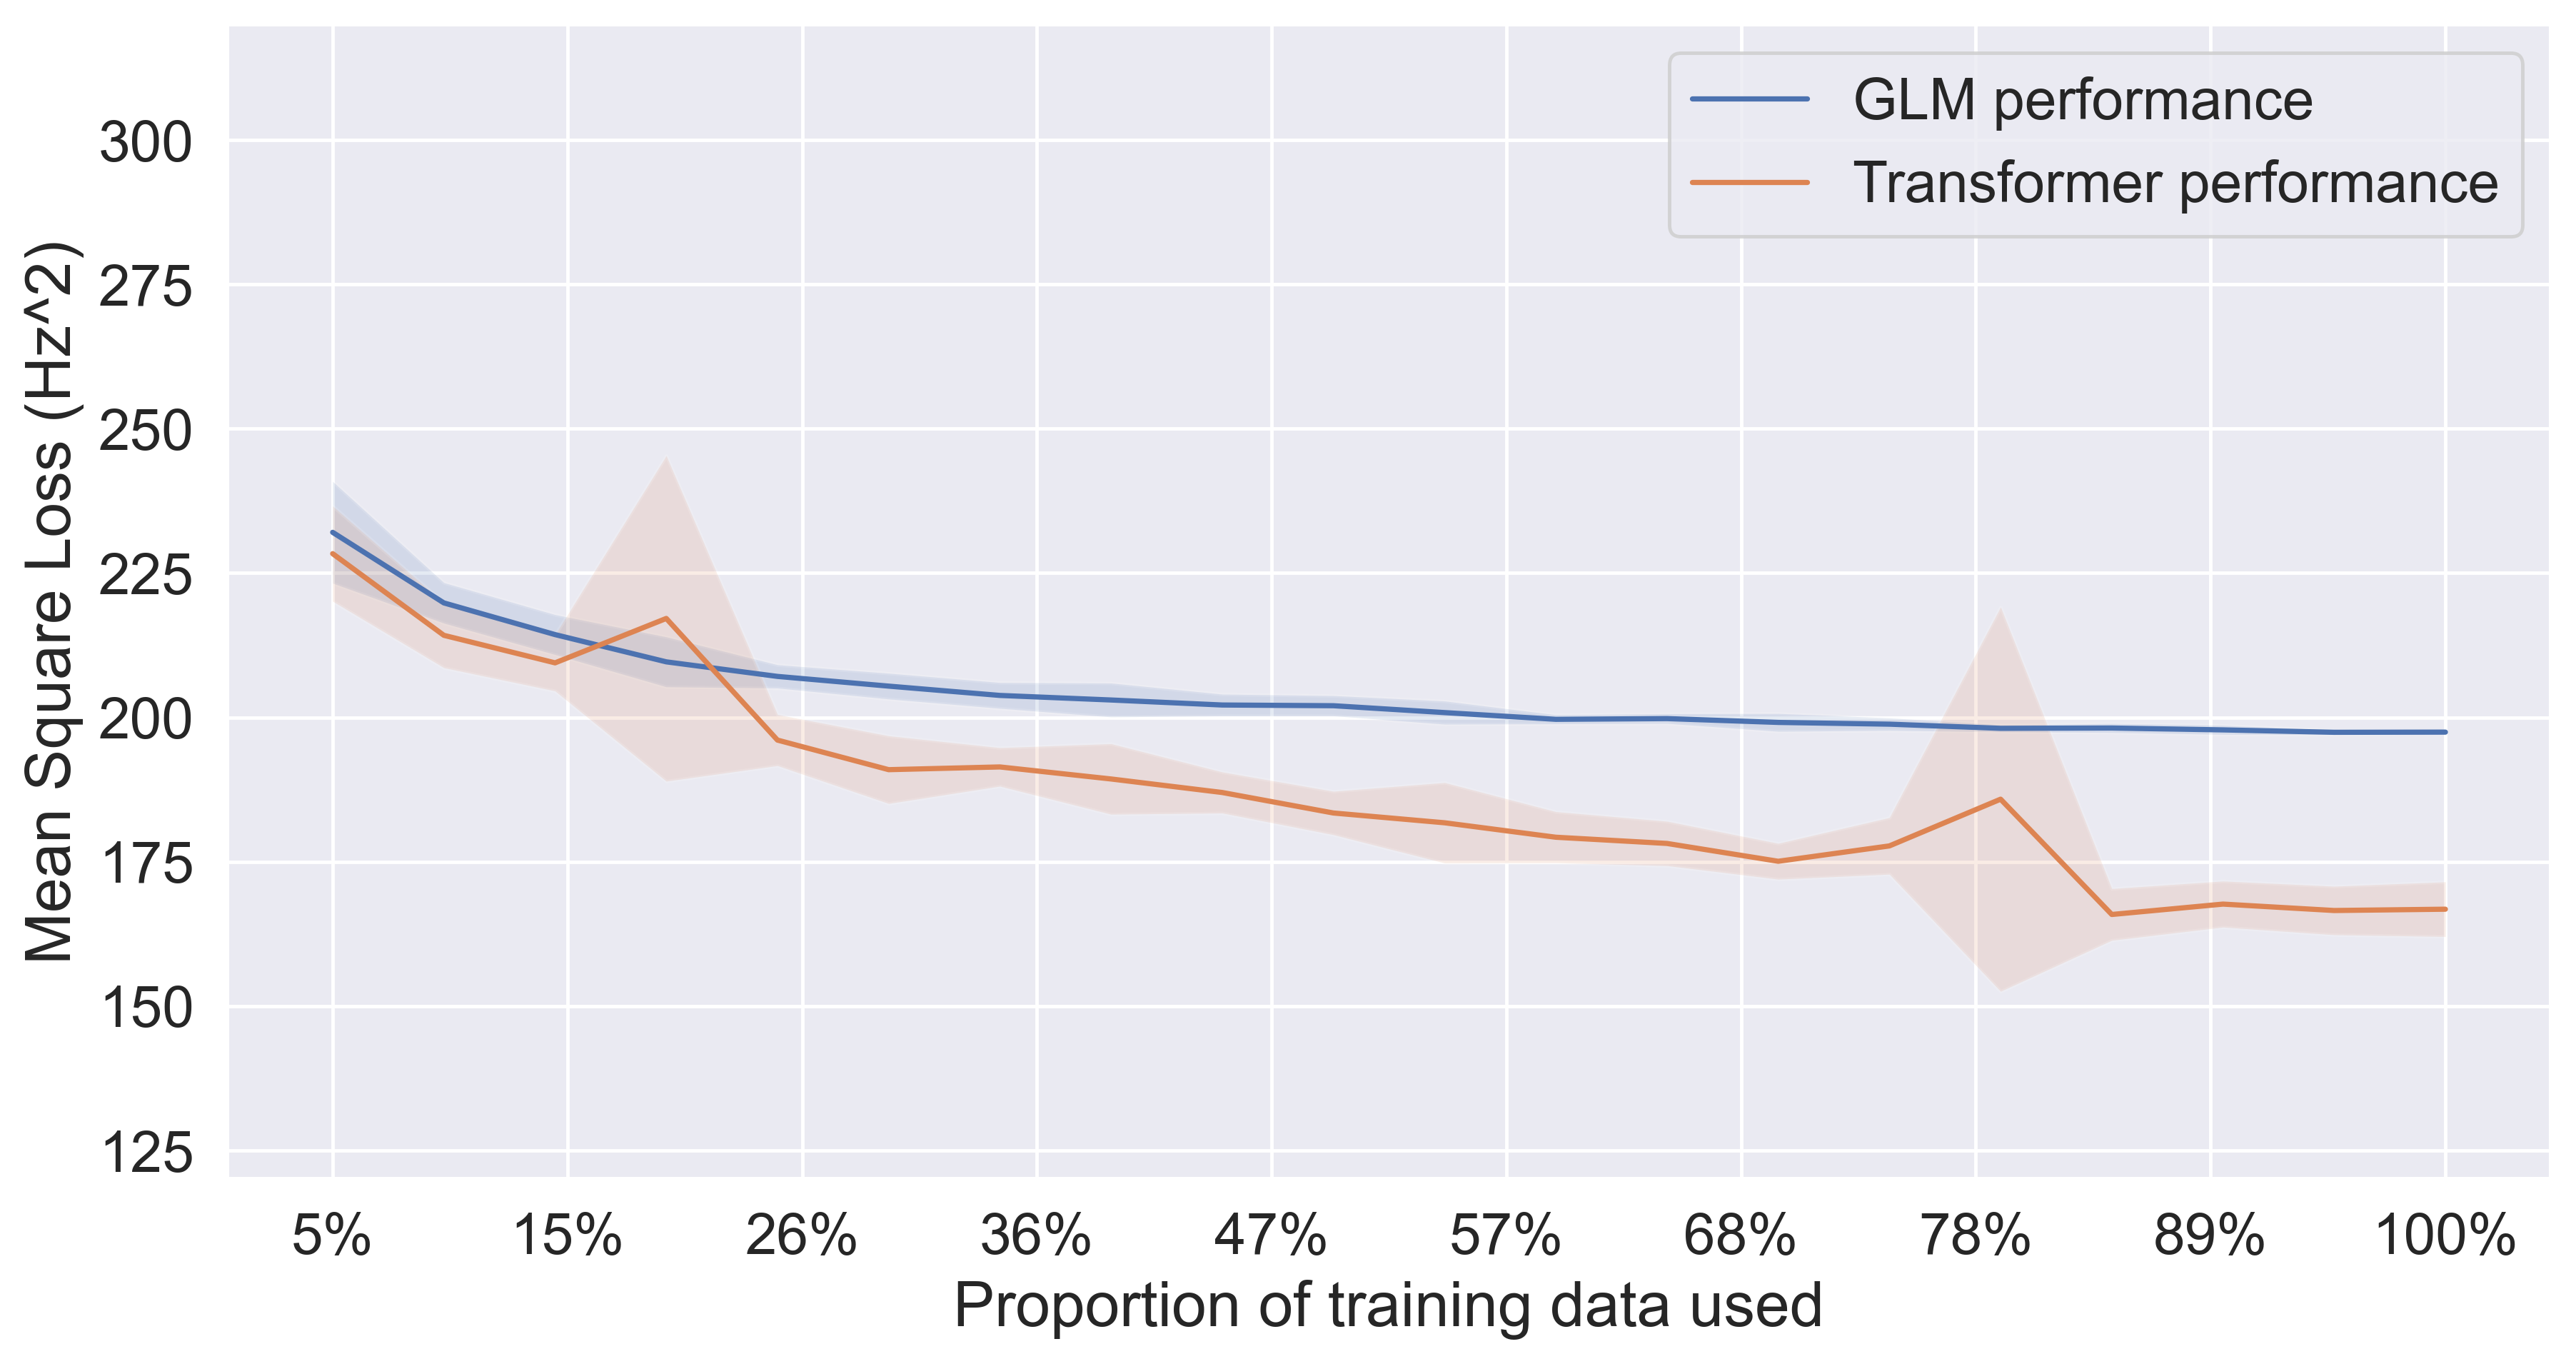 GLM performance
Transformer performance
Mean Square Loss (Hz^2)
300
275
250
225
200
175
150
125
5% 15% 26% 36% 47% 57% 68% 78% 89% 100%
Proportion of training data used